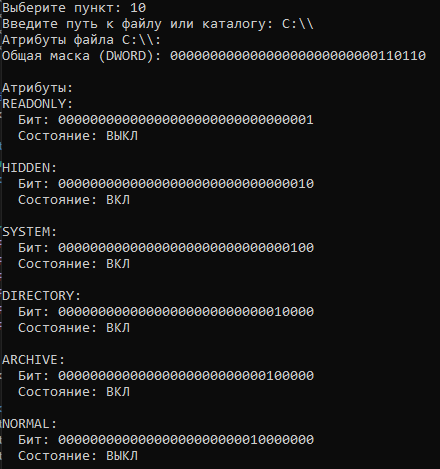 Выберите пункт: 10
Введите путь к файлу или каталогу: C:\\
Атрибуты файла C:\\:
Общая маска (DWORD): 00000000000000000000000000110110
Атрибуты:
READONLY:
Бит: 00000000000000000000000000000001
Состояние: ВЫКЛ
HIDDEN:
Бит: 00000000000000000000000000000010
Состояние: ВКЛ
SYSTEM:
Бит: 00000000000000000000000000000100
Состояние: ВКЛ
DIRECTORY:
Бит: 00000000000000000000000000010000
Состояние: ВКЛ
ARCHIVE:
Бит: 00000000000000000000000000100000
Состояние: ВКЛ
NORMAL:
Бит: 00000000000000000000000010000000
Состояние: ВЫКЛ